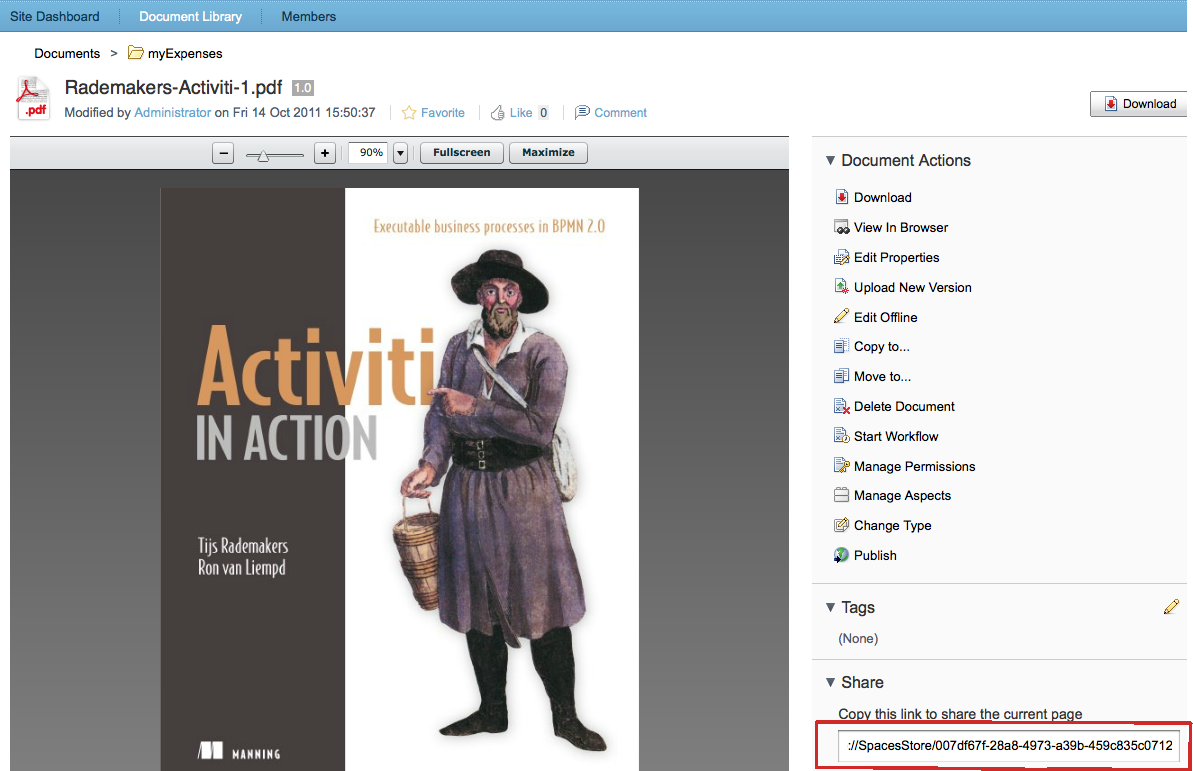 Site Dashboard Document Library Members
Documents > myExpenses
Rademakers-Activiti-1.pdf 1.0
.pdf
Modified by Administrator on Fri 14 Oct 2011 15:50:37 Favorite Like 0 Comment
Download
− + 90% Fullscreen Maximize
Executable business processes in BPMN 2.0
Activiti
IN ACTION
Tijs Rademakers
Ron van Liempd
MANNING
Document Actions
Download
View In Browser
Edit Properties
Upload New Version
Edit Offline
Copy to...
Move to...
Delete Document
Start Workflow
Manage Permissions
Manage Aspects
Change Type
Publish
Tags
(None)
Share
Copy this link to share the current page
://SpacesStore/007df67f-28a8-4973-a39b-459c835c0712